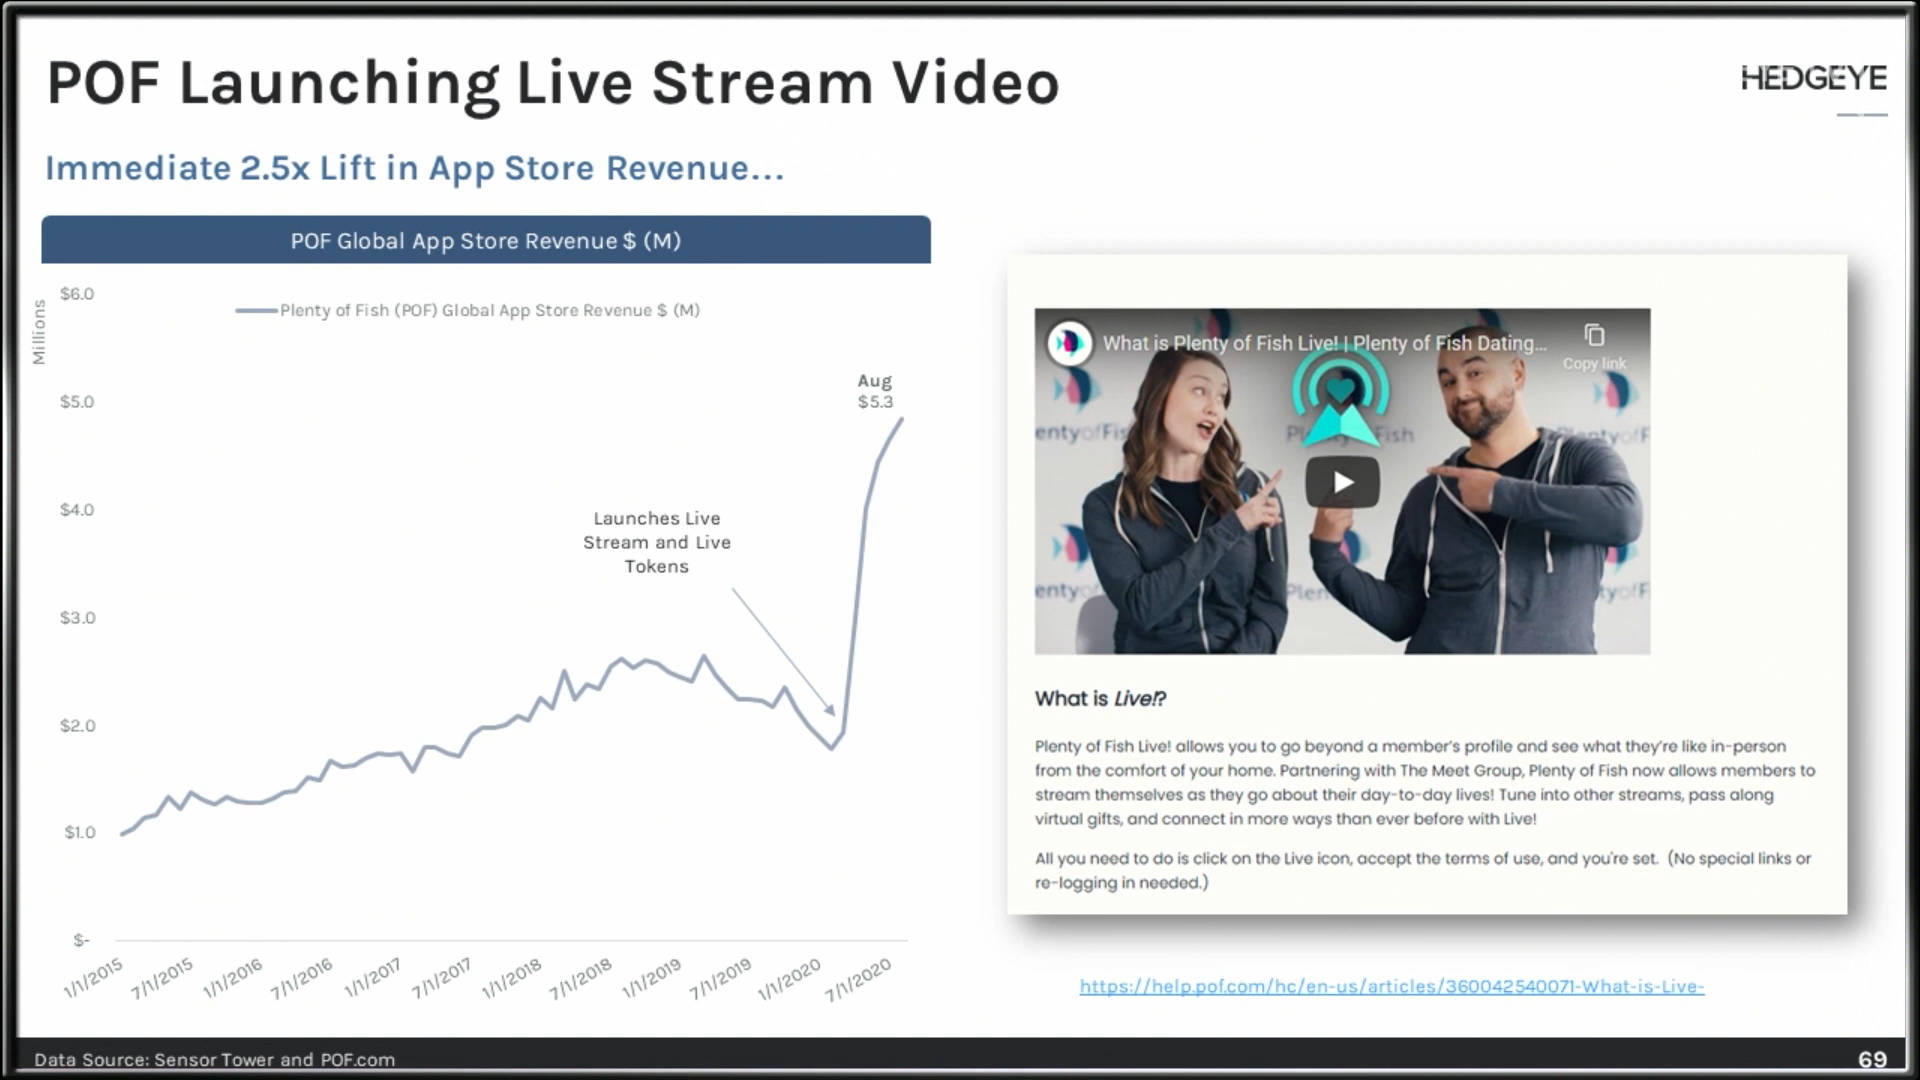 POF Launching Live Stream Video
HEDGEYE
Immediate 2.5x Lift in App Store Revenue...
POF Global App Store Revenue $ (M)
Millions
$6.0
$5.0
$4.0
$3.0
$2.0
$1.0
$-
Plenty of Fish (POF) Global App Store Revenue $ (M)
Aug
$5.3
Launches Live
Stream and Live
Tokens
1/1/2015
7/1/2015
1/1/2016
7/1/2016
1/1/2017
7/1/2017
1/1/2018
7/1/2018
1/1/2019
7/1/2019
1/1/2020
7/1/2020
What is Plenty of Fish Live! | Plenty of Fish Dating...
Copy link
What is Live!?
Plenty of Fish Live! allows you to go beyond a member's profile and see what they're like in-person
from the comfort of your home. Partnering with The Meet Group, Plenty of Fish now allows members to
stream themselves as they go about their day-to-day lives! Tune into other streams, pass along
virtual gifts, and connect in more ways than ever before with Live!
All you need to do is click on the Live icon, accept the terms of use, and you're set. (No special links or
re-logging in needed.)
https://help.pof.com/hc/en-us/articles/360042540071-What-is-Live-
Data Source: Sensor Tower and POF.com
69